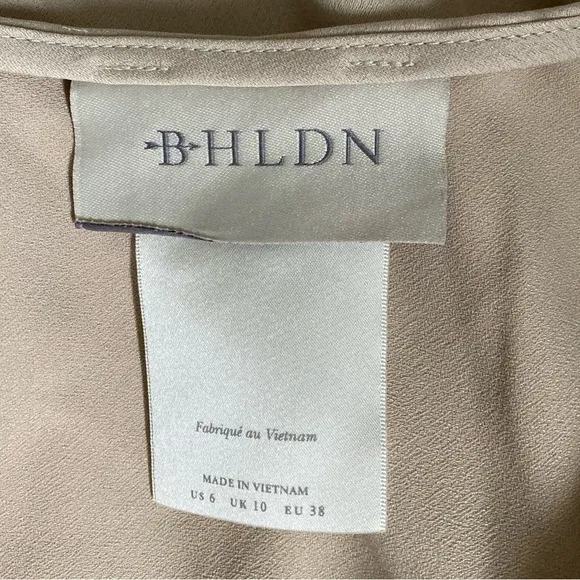 BHLDN
Fabriqué au Vietnam
MADE IN VIETNAM
US 6 UK 10 EU 38